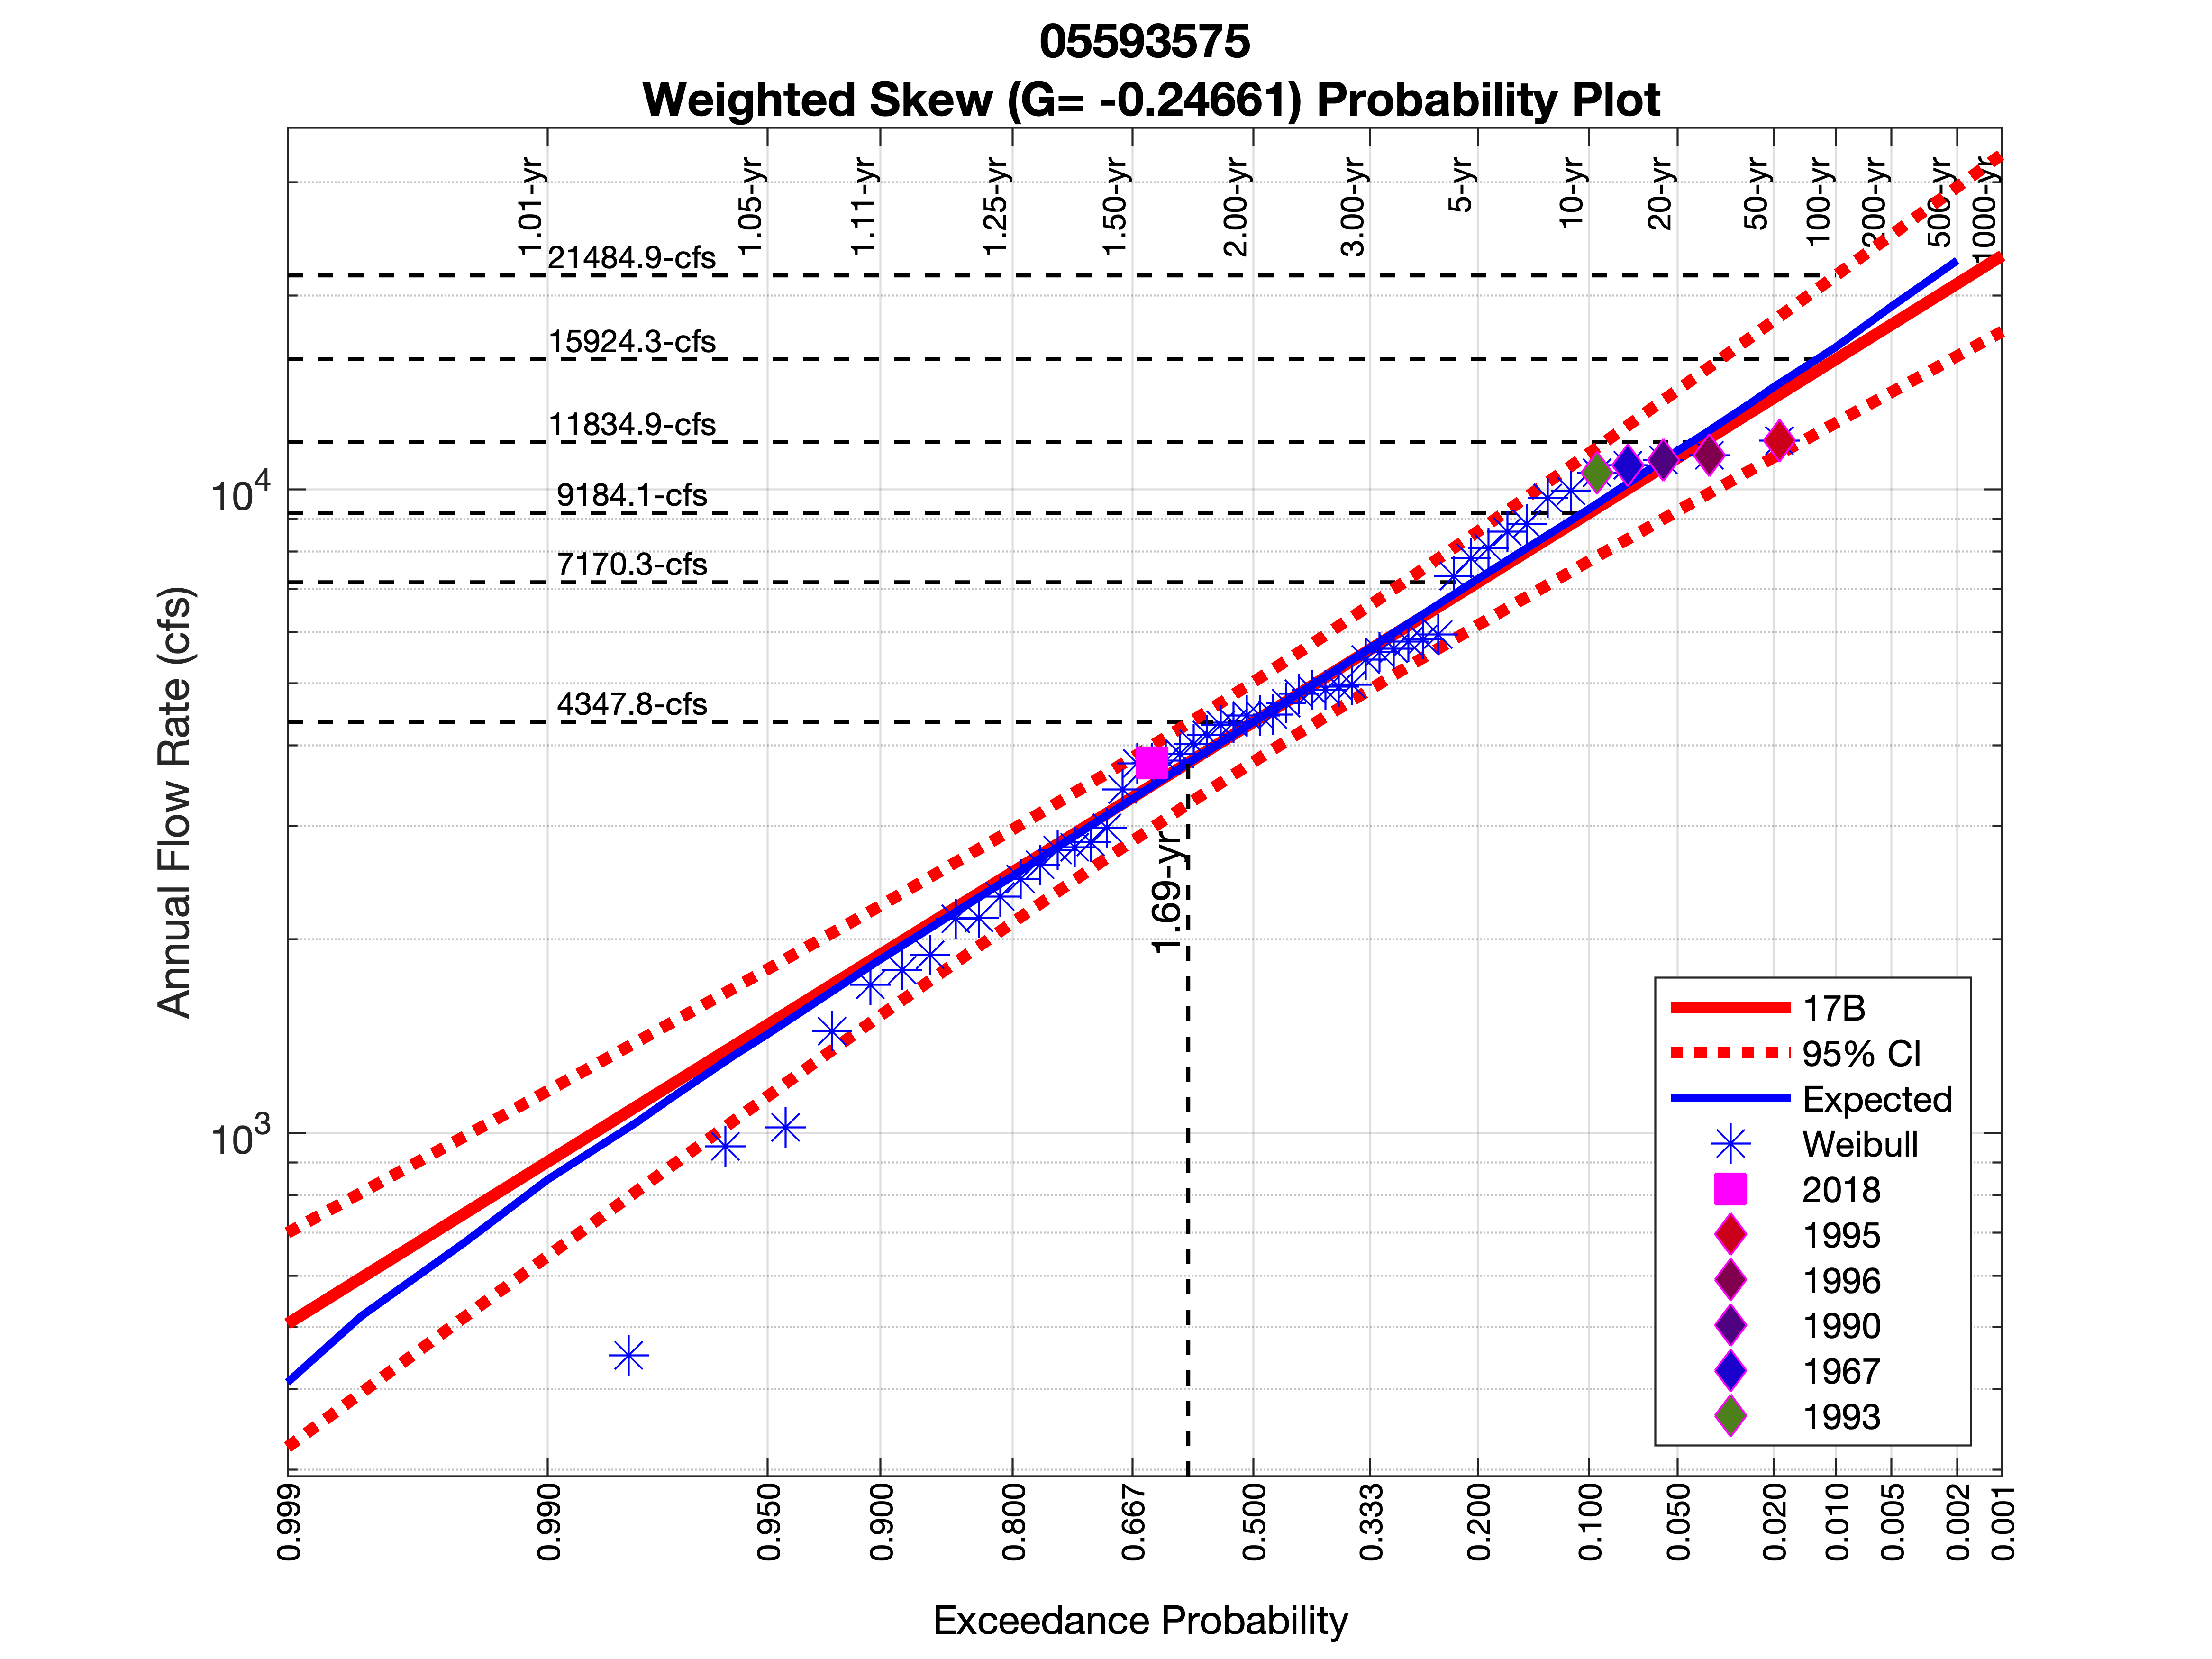 05593575
Weighted Skew (G= -0.24661) Probability Plot
1.01-yr
1.05-yr
1.11-yr
1.25-yr
1.50-yr
2.00-yr
3.00-yr
5-yr
10-yr
20-yr
50-yr
100-yr
200-yr
500-yr
1000-yr
21484.9-cfs
15924.3-cfs
11834.9-cfs
9184.1-cfs
7170.3-cfs
4347.8-cfs
1.69-yr
10^4
10^3
Annual Flow Rate (cfs)
17B
95% CI
Expected
Weibull
2018
1995
1996
1990
1967
1993
0.999
0.990
0.950
0.900
0.800
0.667
0.500
0.333
0.200
0.100
0.050
0.020
0.010
0.005
0.002
0.001
Exceedance Probability